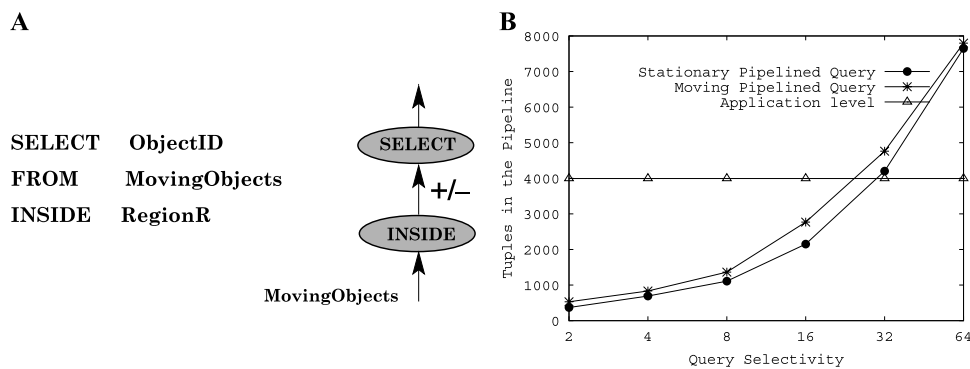 A
SELECT ObjectID
FROM MovingObjects
INSIDE RegionR
SELECT
+/−
INSIDE
MovingObjects
B
8000
7000
6000
5000
4000
3000
2000
1000
0
Tuples in the Pipeline
Stationary Pipelined Query
Moving Pipelined Query
Application level
2 4 8 16 32 64
Query Selectivity